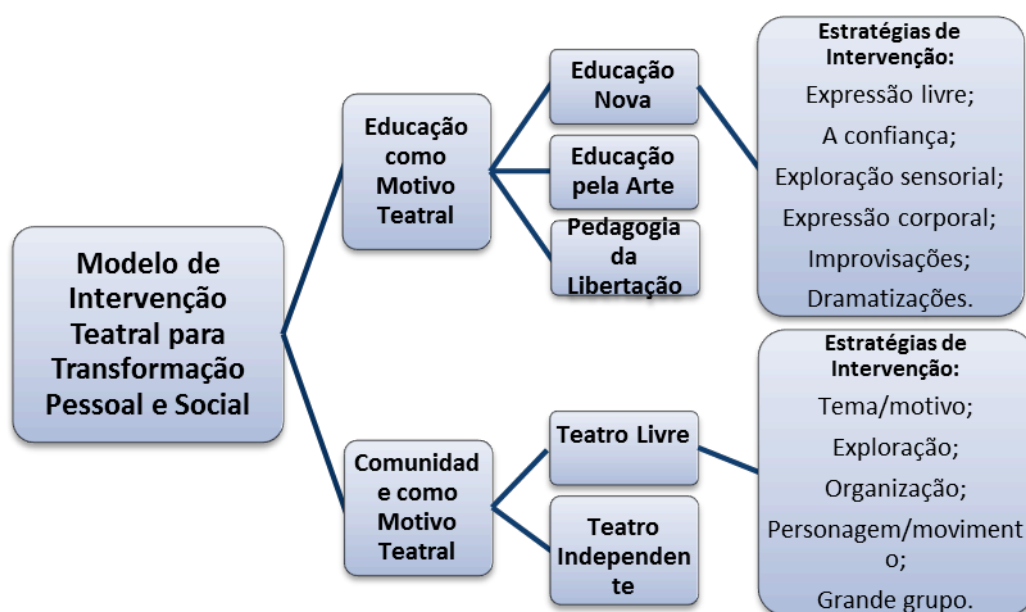 Modelo de
Intervenção
Teatral para
Transformação
Pessoal e Social
Educação
como
Motivo
Teatral
Educação
Nova
Educação
pela Arte
Pedagogia
da
Libertação
Estratégias de
Intervenção:
Expressão livre;
A confiança;
Exploração sensorial;
Expressão corporal;
Improvisações;
Dramatizações.
Comunidad
e como
Motivo
Teatral
Teatro Livre
Teatro
Independen
te
Estratégias de
Intervenção:
Tema/motivo;
Exploração;
Organização;
Personagem/moviment
o;
Grande grupo.